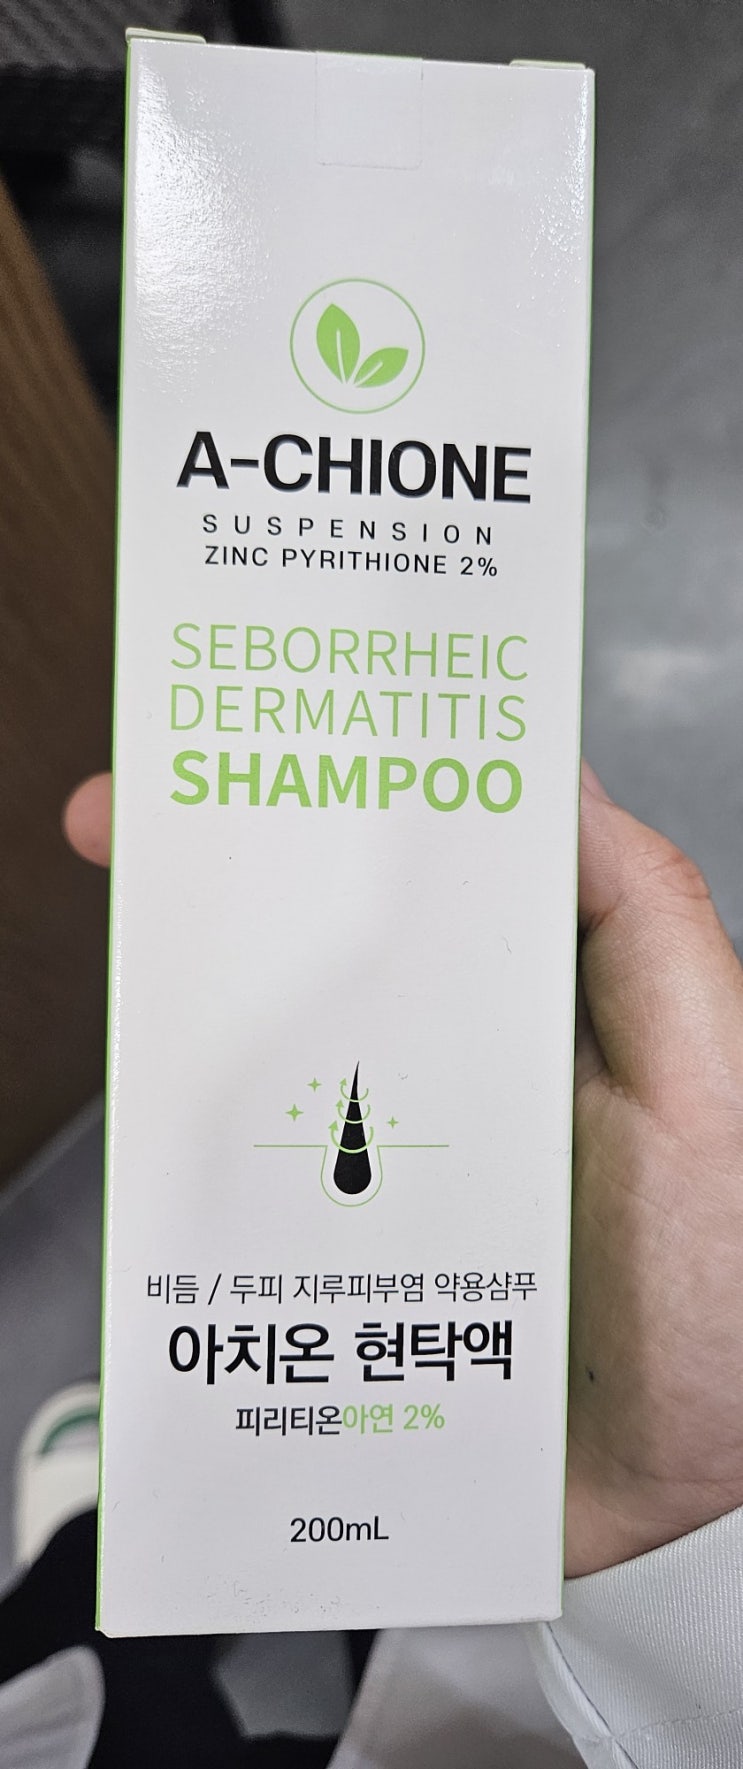 A-CHIONE
SUSPENSION
ZINC PYRITHIONE 2%
SEBORRHEIC
DERMATITIS
SHAMPOO
비듬 / 두피 지루피부염 약용샴푸
아치온 현탁액
피리티온아연 2%
200mL